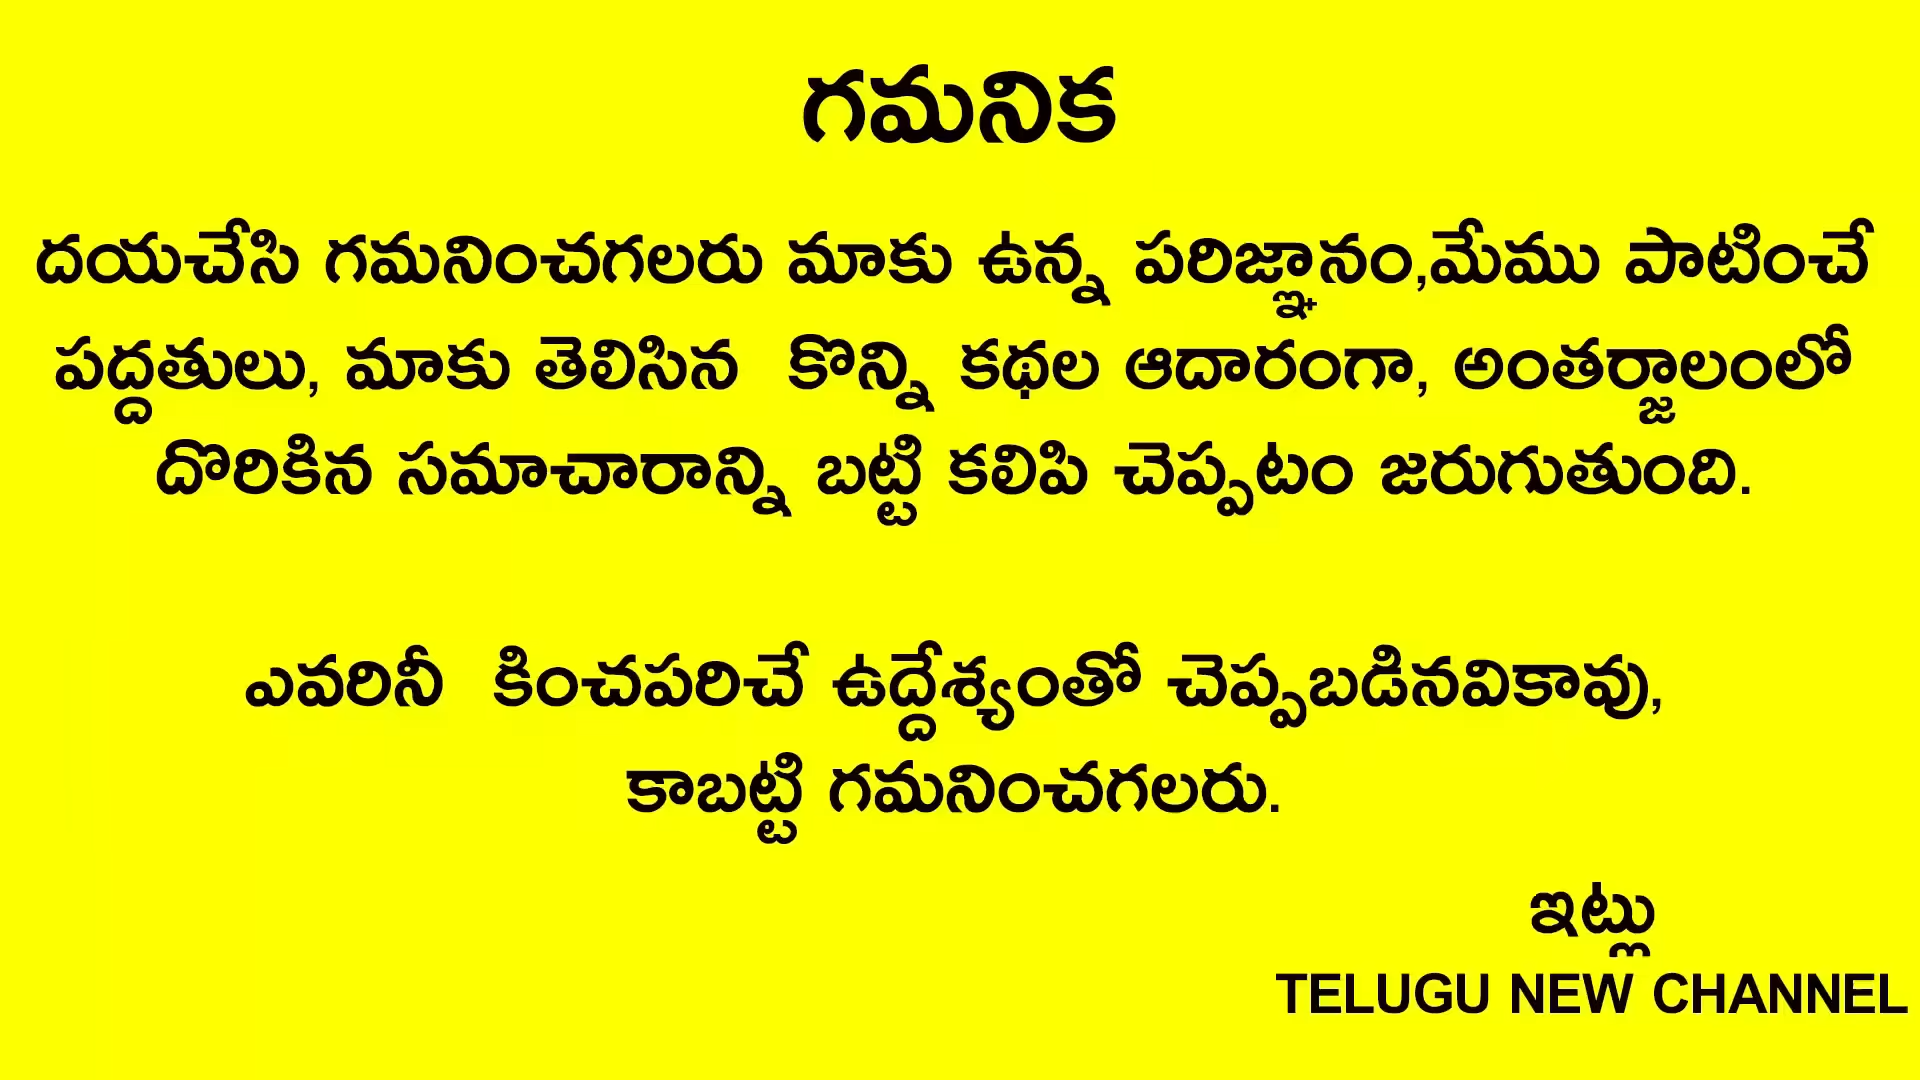 గమనిక
దయచేసి గమనించగలరు మాకు ఉన్న పరిజ్ఞానం,మేము పాటించే
పద్దతులు, మాకు తెలిసిన కొన్ని కథల ఆదారంగా, అంతర్జాలంలో
దొరికిన సమాచారాన్ని బట్టి కలిపి చెప్పటం జరుగుతుంది.
ఎవరినీ కించపరిచే ఉద్దేశ్యంతో చెప్పబడినవికావు,
కాబట్టి గమనించగలరు.
ఇట్లు
TELUGU NEW CHANNEL